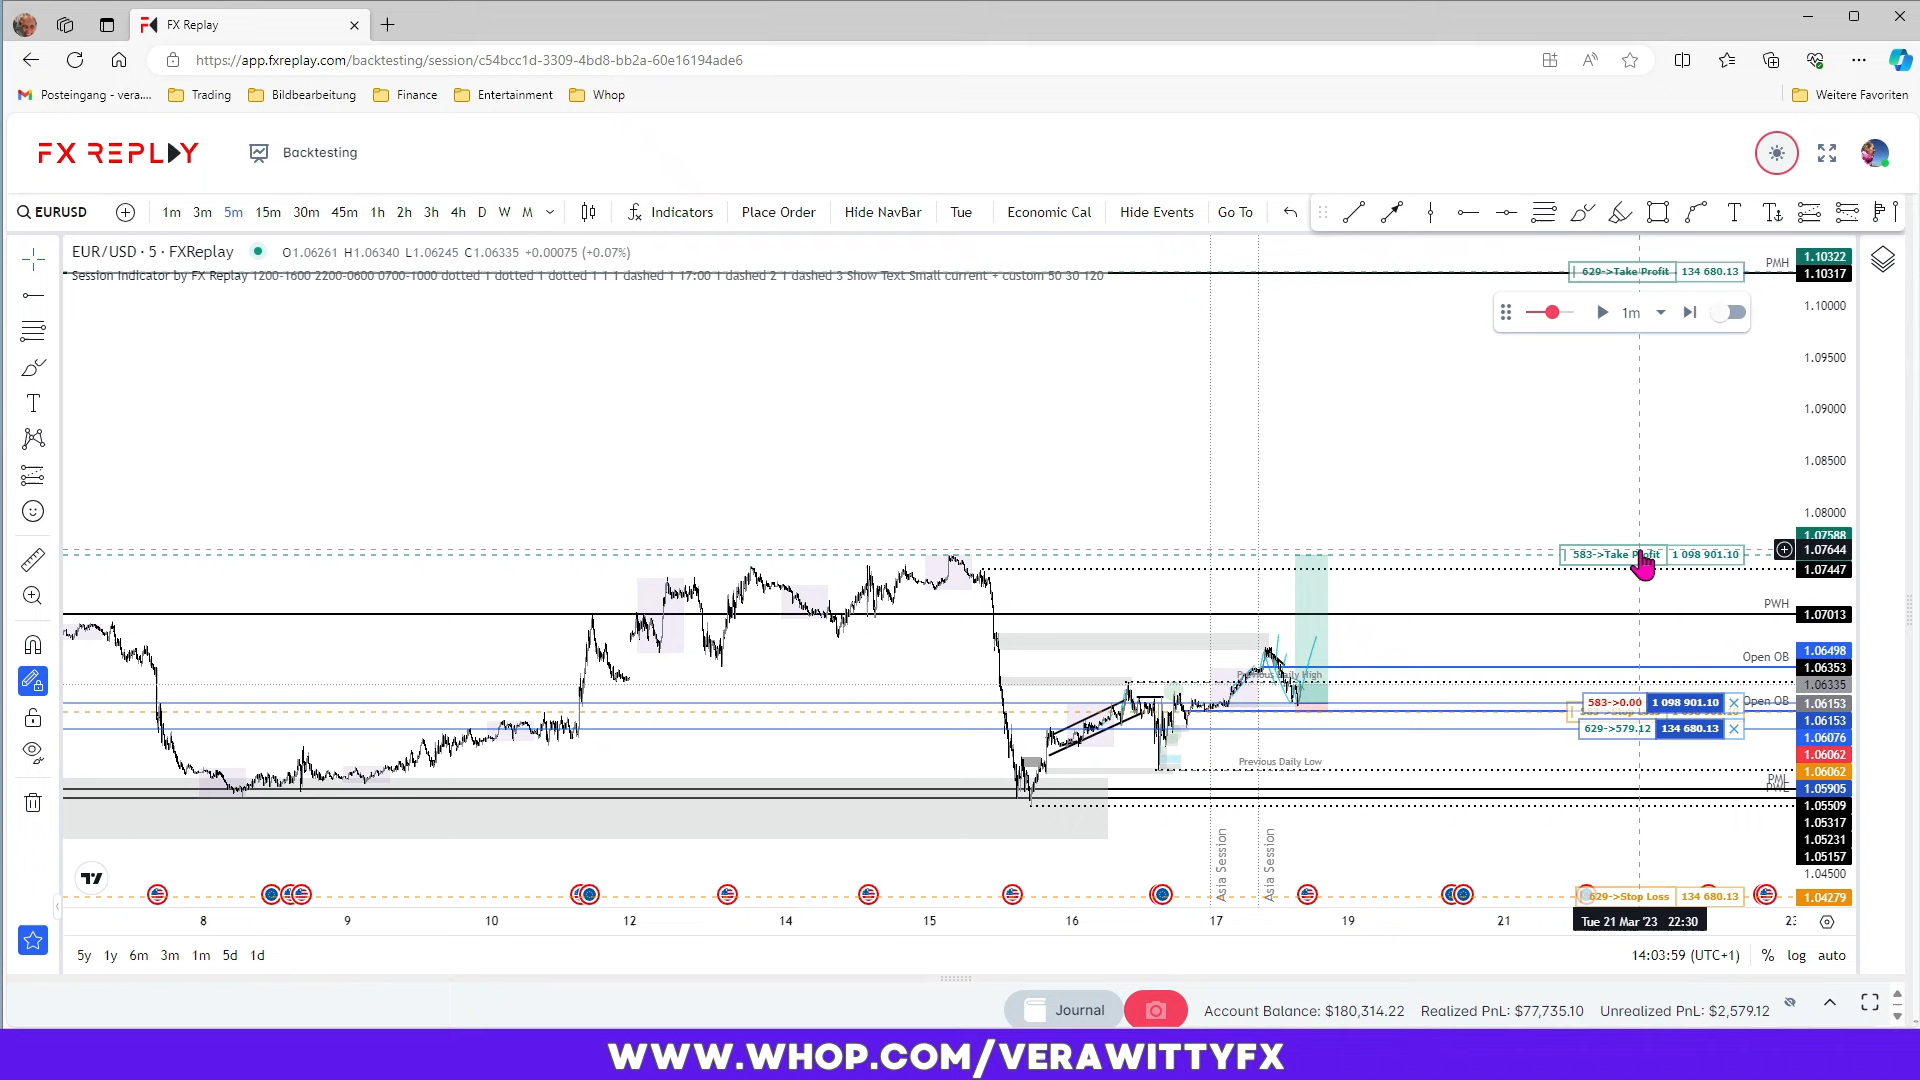 FX Replay
https://app.fxreplay.com/backtesting/session/c54bcc1d-3309-4bd8-bb2a-60e16194ade6
Posteingang - vera....
Trading
Bildbearbeitung
Finance
Entertainment
Whop
Weitere Favoriten
FX REPLAY
Backtesting
EURUSD 1m 3m 5m 15m 30m 45m 1h 2h 3h 4h D W M Indicators Place Order Hide NavBar Tue Economic Cal Hide Events Go To
EUR/USD · 5 · FXReplay O1.06261 H1.06340 L1.06245 C1.06335 +0.00075 (+0.07%)
Session Indicator by FX Replay 1200-1600 2200-0600 0700-1000 dotted 1 dotted 1 dotted 1 1 1 dashed 1 17:00 1 dashed 2 1 dashed 3 Show Text Small current + custom 50 30 120
629->Take Profit 134 680.13
PMH
1.10322
1.10317
1m
1.10000
1.09500
1.09000
1.08500
1.08000
583->Take Profit 1 098 901.10
1.07588
1.07644
1.07447
PWH
1.07013
Open OB
1.06498
1.06353
Previous Daily High
1.06335
583->0.00 1 098 901.10
Open OB
1.06153
1.06153
629->579.12 134 680.13
1.06076
1.06062
Previous Daily Low
1.06062
PML
PWL
1.05905
1.05509
1.05317
1.05231
1.05157
1.04500
Asia Session
Asia Session
629->Stop Loss 134 680.13
1.04279
8 9 10 12 14 15 16 17 19 21 23
Tue 21 Mar '23 22:30
5y 1y 6m 3m 1m 5d 1d
14:03:59 (UTC+1) % log auto
Journal
Account Balance: $180,314.22 Realized PnL: $77,735.10 Unrealized PnL: $2,579.12
WWW.WHOP.COM/VERAWITTYFX